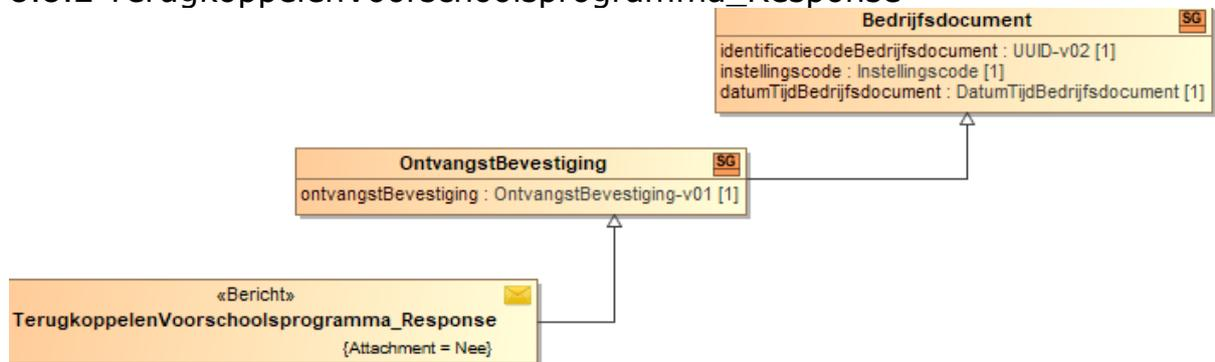 TerugkoppelenVoorschoolsprogramma_Response
Bedrijfsdocument SG
identificatiecodeBedrijfsdocument : UUID-v02 [1]
instellingscode : Instellingscode [1]
datumTijdBedrijfsdocument : DatumTijdBedrijfsdocument [1]
OntvangstBevestiging SG
ontvangstBevestiging : OntvangstBevestiging-v01 [1]
«Bericht»
TerugkoppelenVoorschoolsprogramma_Response
{Attachment = Nee}